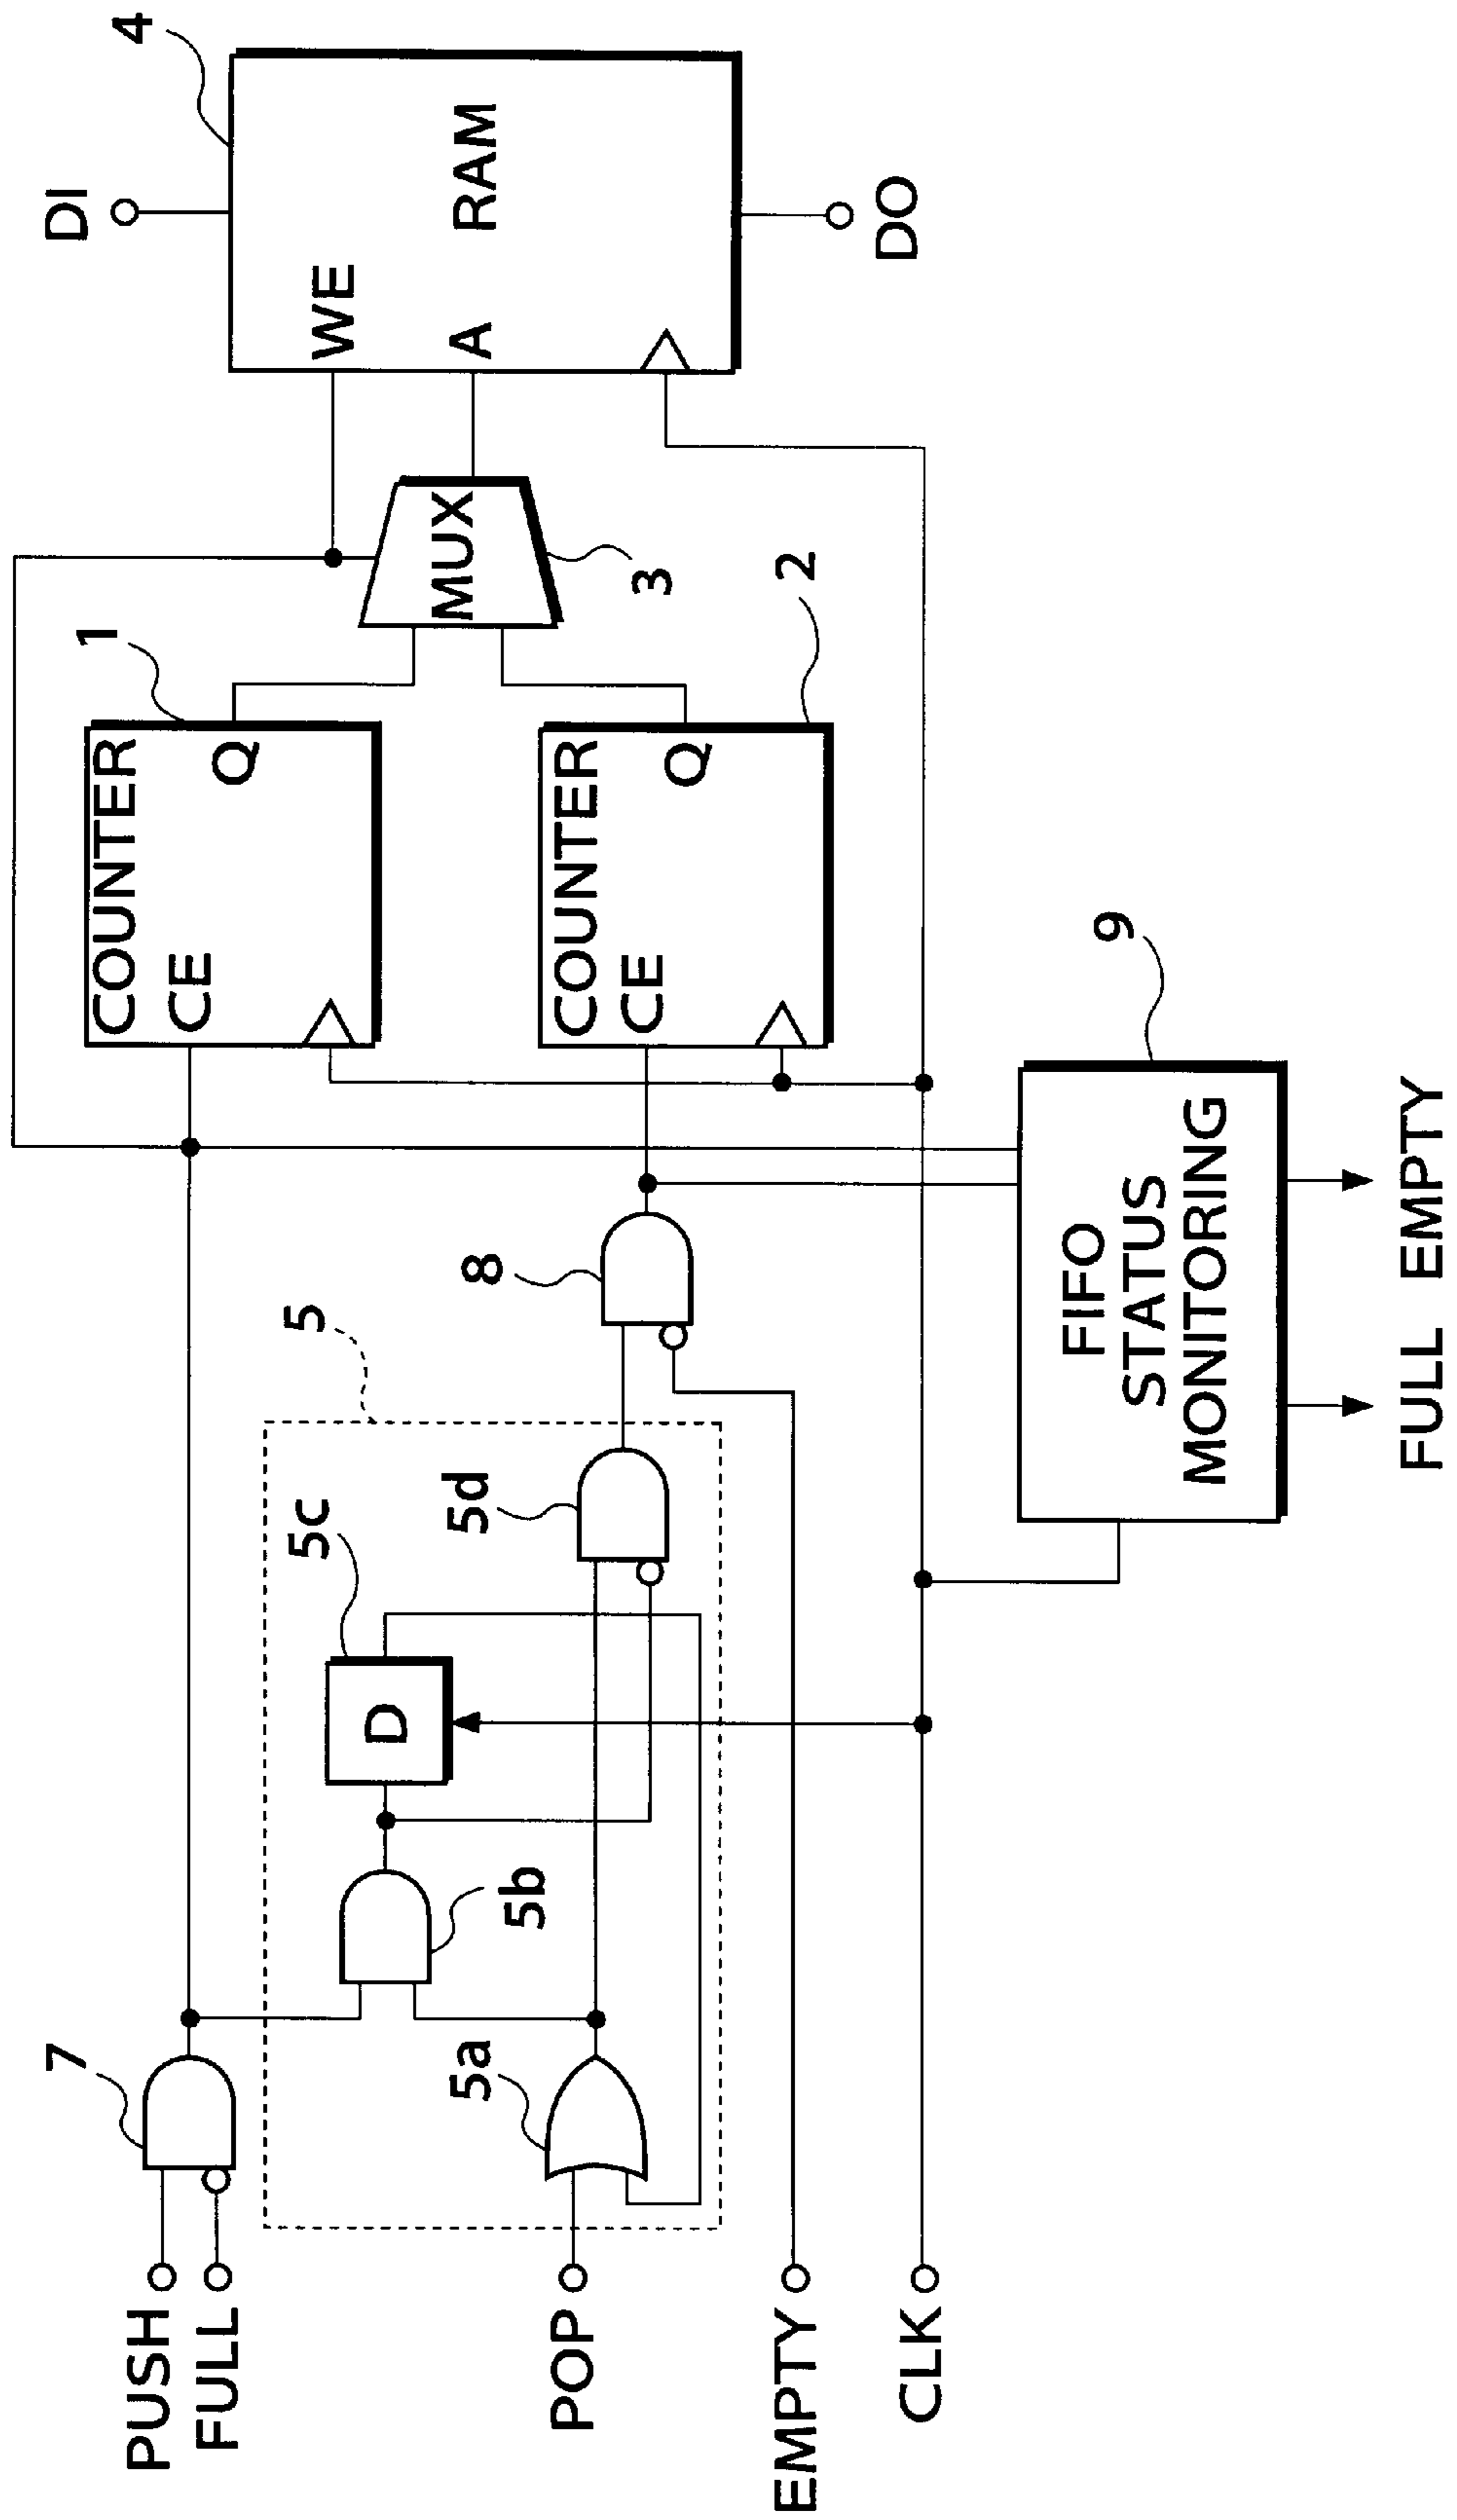 PUSH
FULL
POP
EMPTY
CLK
7
5
5a
5b
5c
D
5d
8
1
COUNTER
CE
Q
2
COUNTER
CE
Q
MUX
3
4
DI
WE
A
RAM
DO
9
FIFO
STATUS
MONITORING
FULL EMPTY